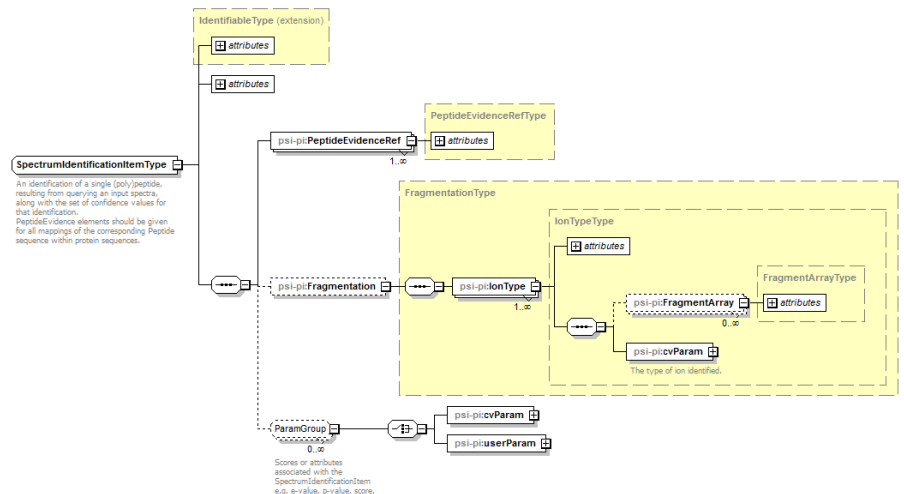 IdentifiableType (extension)
attributes
attributes
PeptideEvidenceRefType
psi-pi:PeptideEvidenceRef
attributes
1..∞
SpectrumIdentificationItemType
An identification of a single (poly)peptide,
resulting from querying an input spectra,
along with the set of confidence values for
that identification.
PeptideEvidence elements should be given
for all mappings of the corresponding Peptide
sequence within protein sequences.
FragmentationType
IonTypeType
attributes
psi-pi:Fragmentation
psi-pi:IonType
1..∞
FragmentArrayType
psi-pi:FragmentArray
attributes
0..∞
psi-pi:cvParam
The type of ion identified.
ParamGroup
0..∞
Scores or attributes
associated with the
SpectrumIdentificationItem
e.g. e-value, p-value, score.
psi-pi:cvParam
psi-pi:userParam